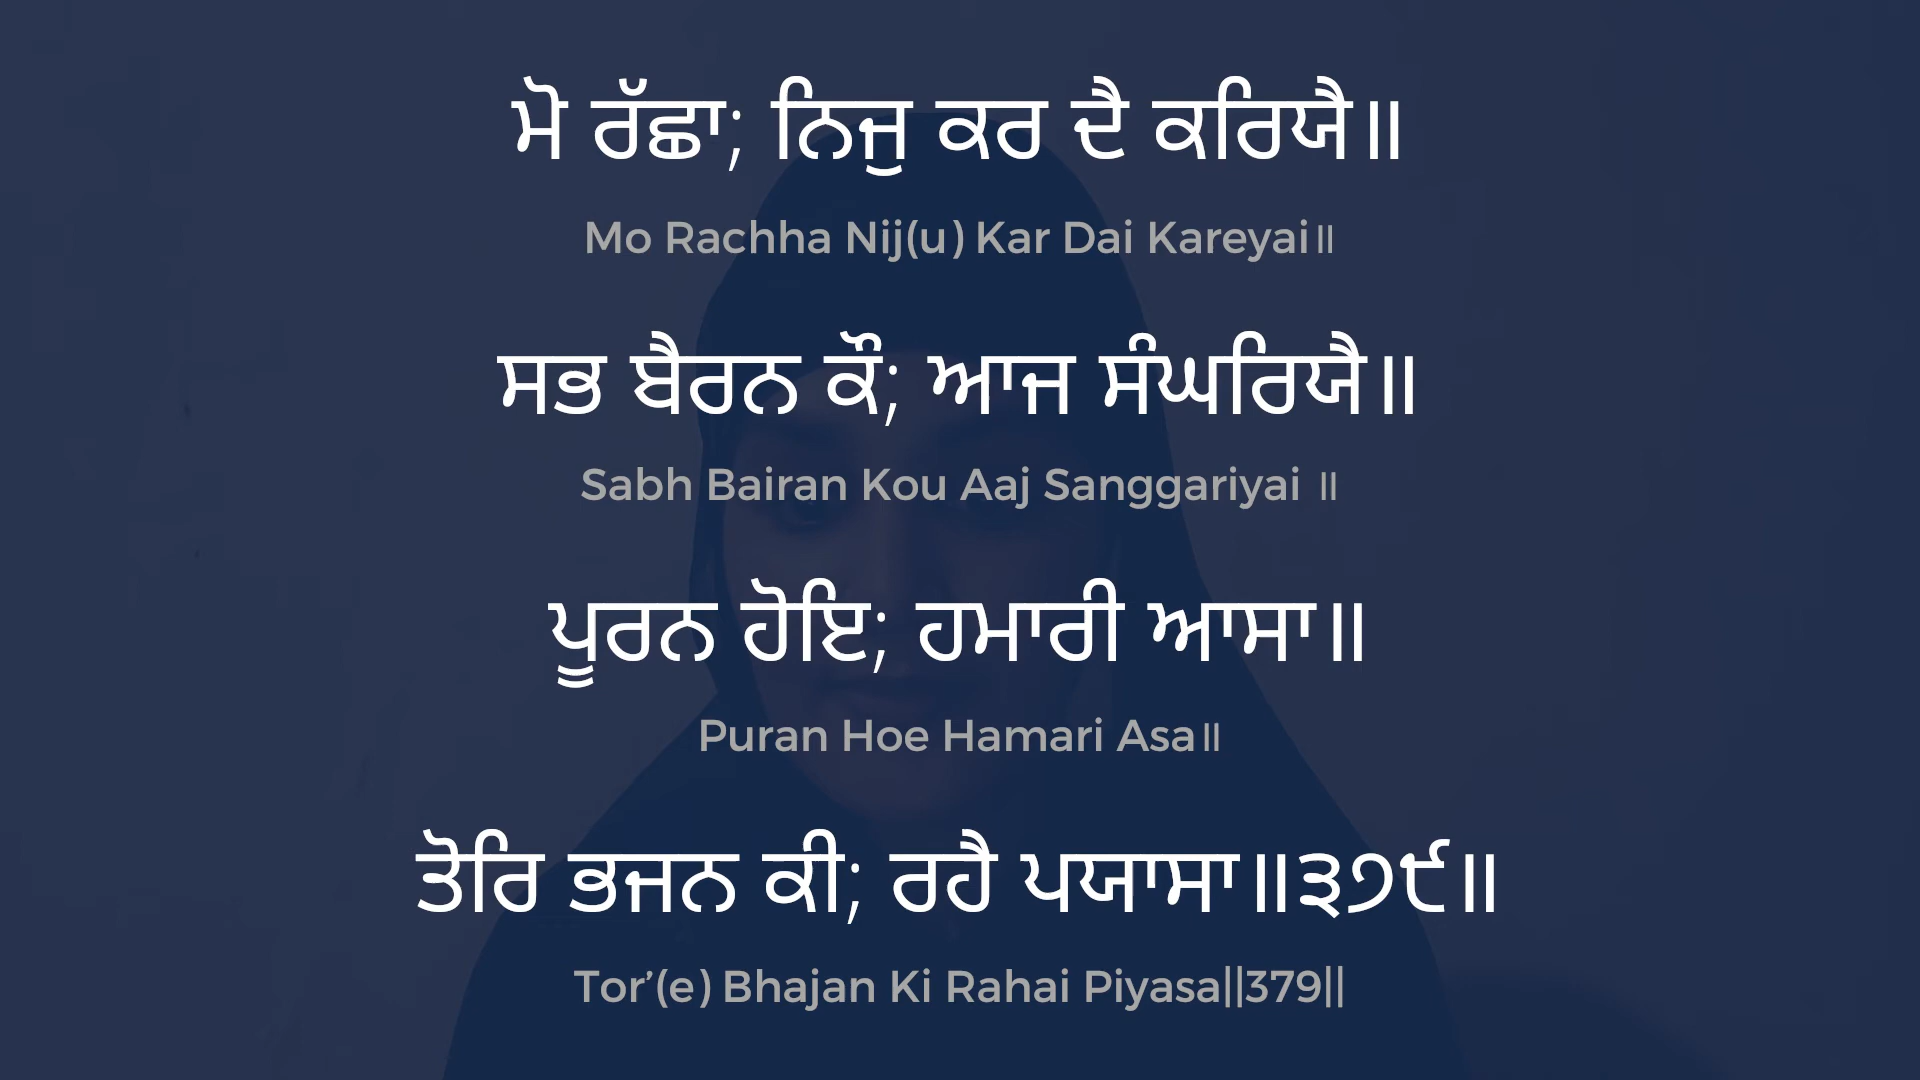 ਮੋ ਰੱਛਾ; ਨਿਜੁ ਕਰ ਦੈ ਕਰਿਯੈ॥
Mo Rachha Nij(u) Kar Dai Kareyai॥
ਸਭ ਬੈਰਨ ਕੌ; ਆਜ ਸੰਘਰਿਯੈ॥
Sabh Bairan Kou Aaj Sanggariyai ॥
ਪੂਰਨ ਹੋਇ; ਹਮਾਰੀ ਆਸਾ॥
Puran Hoe Hamari Asa॥
ਤੋਰਿ ਭਜਨ ਕੀ; ਰਹੈ ਪਯਾਸਾ॥੩੭੯॥
Tor’(e) Bhajan Ki Rahai Piyasa||379||